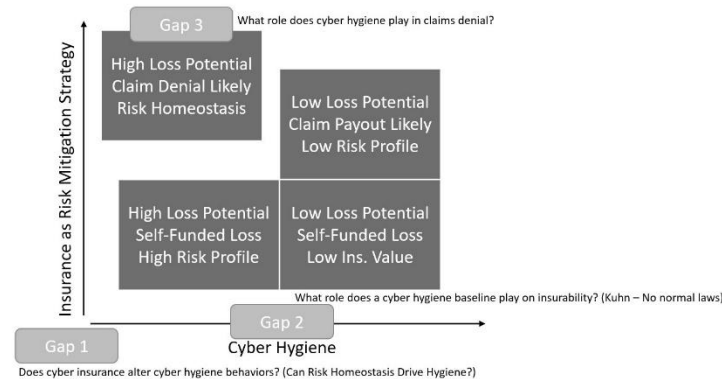 Gap 3
What role does cyber hygiene play in claims denial?
Insurance as Risk Mitigation Strategy
High Loss Potential
Claim Denial Likely
Risk Homeostasis
Low Loss Potential
Claim Payout Likely
Low Risk Profile
High Loss Potential
Self-Funded Loss
High Risk Profile
Low Loss Potential
Self-Funded Loss
Low Ins. Value
What role does a cyber hygiene baseline play on insurability? (Kuhn – No normal laws)
Gap 2
Cyber Hygiene
Gap 1
Does cyber insurance alter cyber hygiene behaviors? (Can Risk Homeostasis Drive Hygiene?)